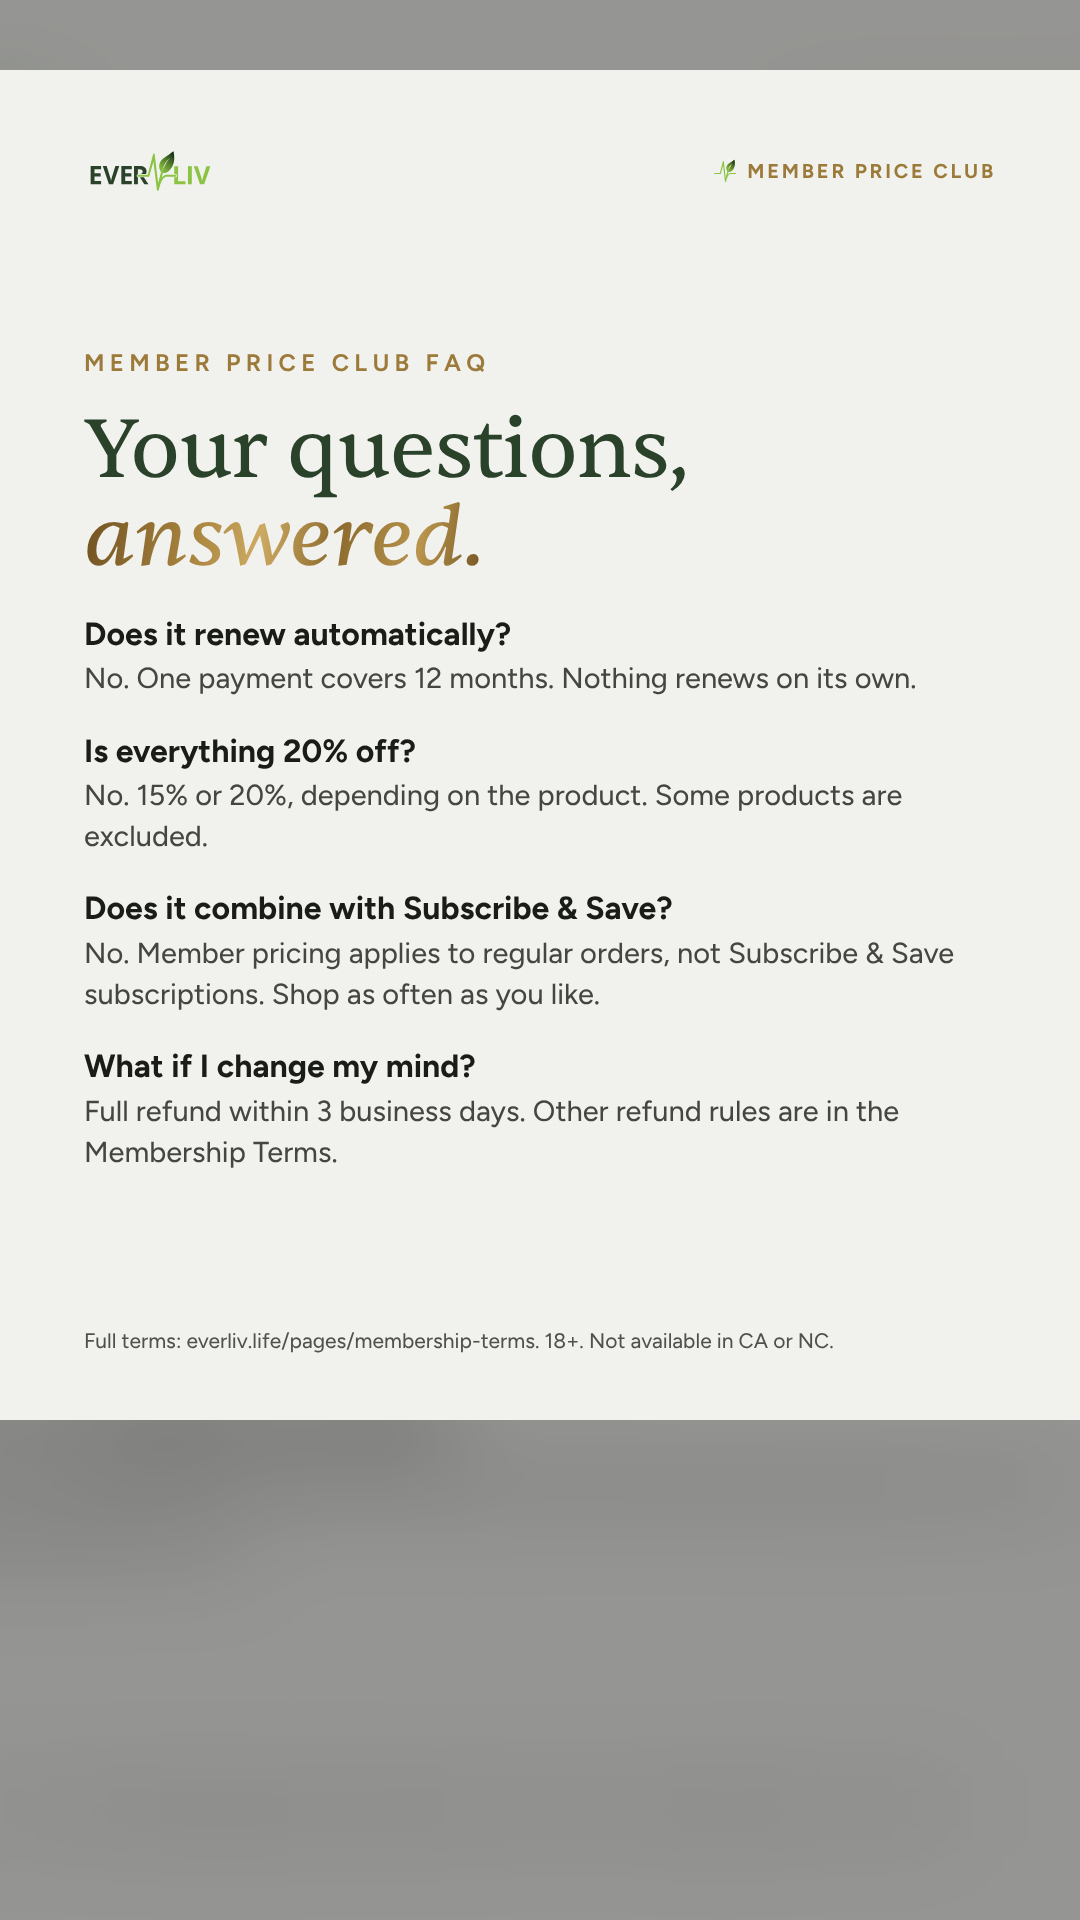 EVERLIV
MEMBER PRICE CLUB
MEMBER PRICE CLUB FAQ
Your questions,
answered.
Does it renew automatically?
No. One payment covers 12 months. Nothing renews on its own.
Is everything 20% off?
No. 15% or 20%, depending on the product. Some products are
excluded.
Does it combine with Subscribe & Save?
No. Member pricing applies to regular orders, not Subscribe & Save
subscriptions. Shop as often as you like.
What if I change my mind?
Full refund within 3 business days. Other refund rules are in the
Membership Terms.
Full terms: everliv.life/pages/membership-terms. 18+. Not available in CA or NC.